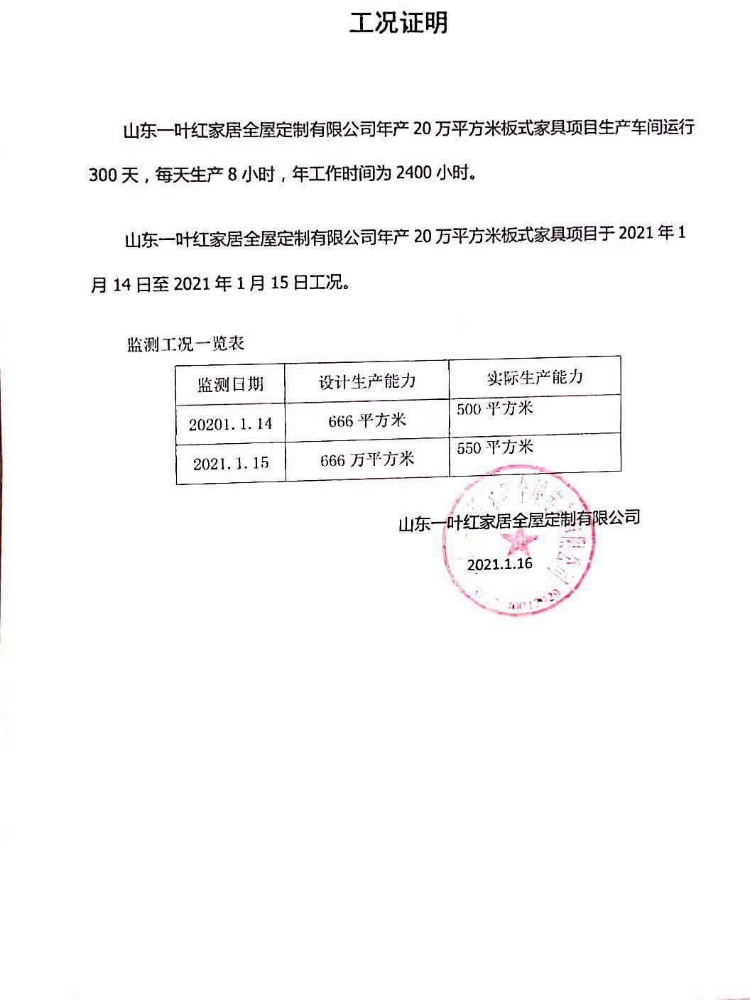 工况证明
山东一叶红家居全屋定制有限公司年产 20 万平方米板式家具项目生产车间运行
300 天，每天生产 8 小时，年工作时间为 2400 小时。
山东一叶红家居全屋定制有限公司年产 20 万平方米板式家具项目于 2021 年 1
月 14 日至 2021 年 1 月 15 日工况。
监测工况一览表
监测日期 设计生产能力 实际生产能力
20201.1.14 666 平方米 500 平方米
2021.1.15 666 万平方米 550 平方米
山东一叶红家居全屋定制有限公司
2021.1.16